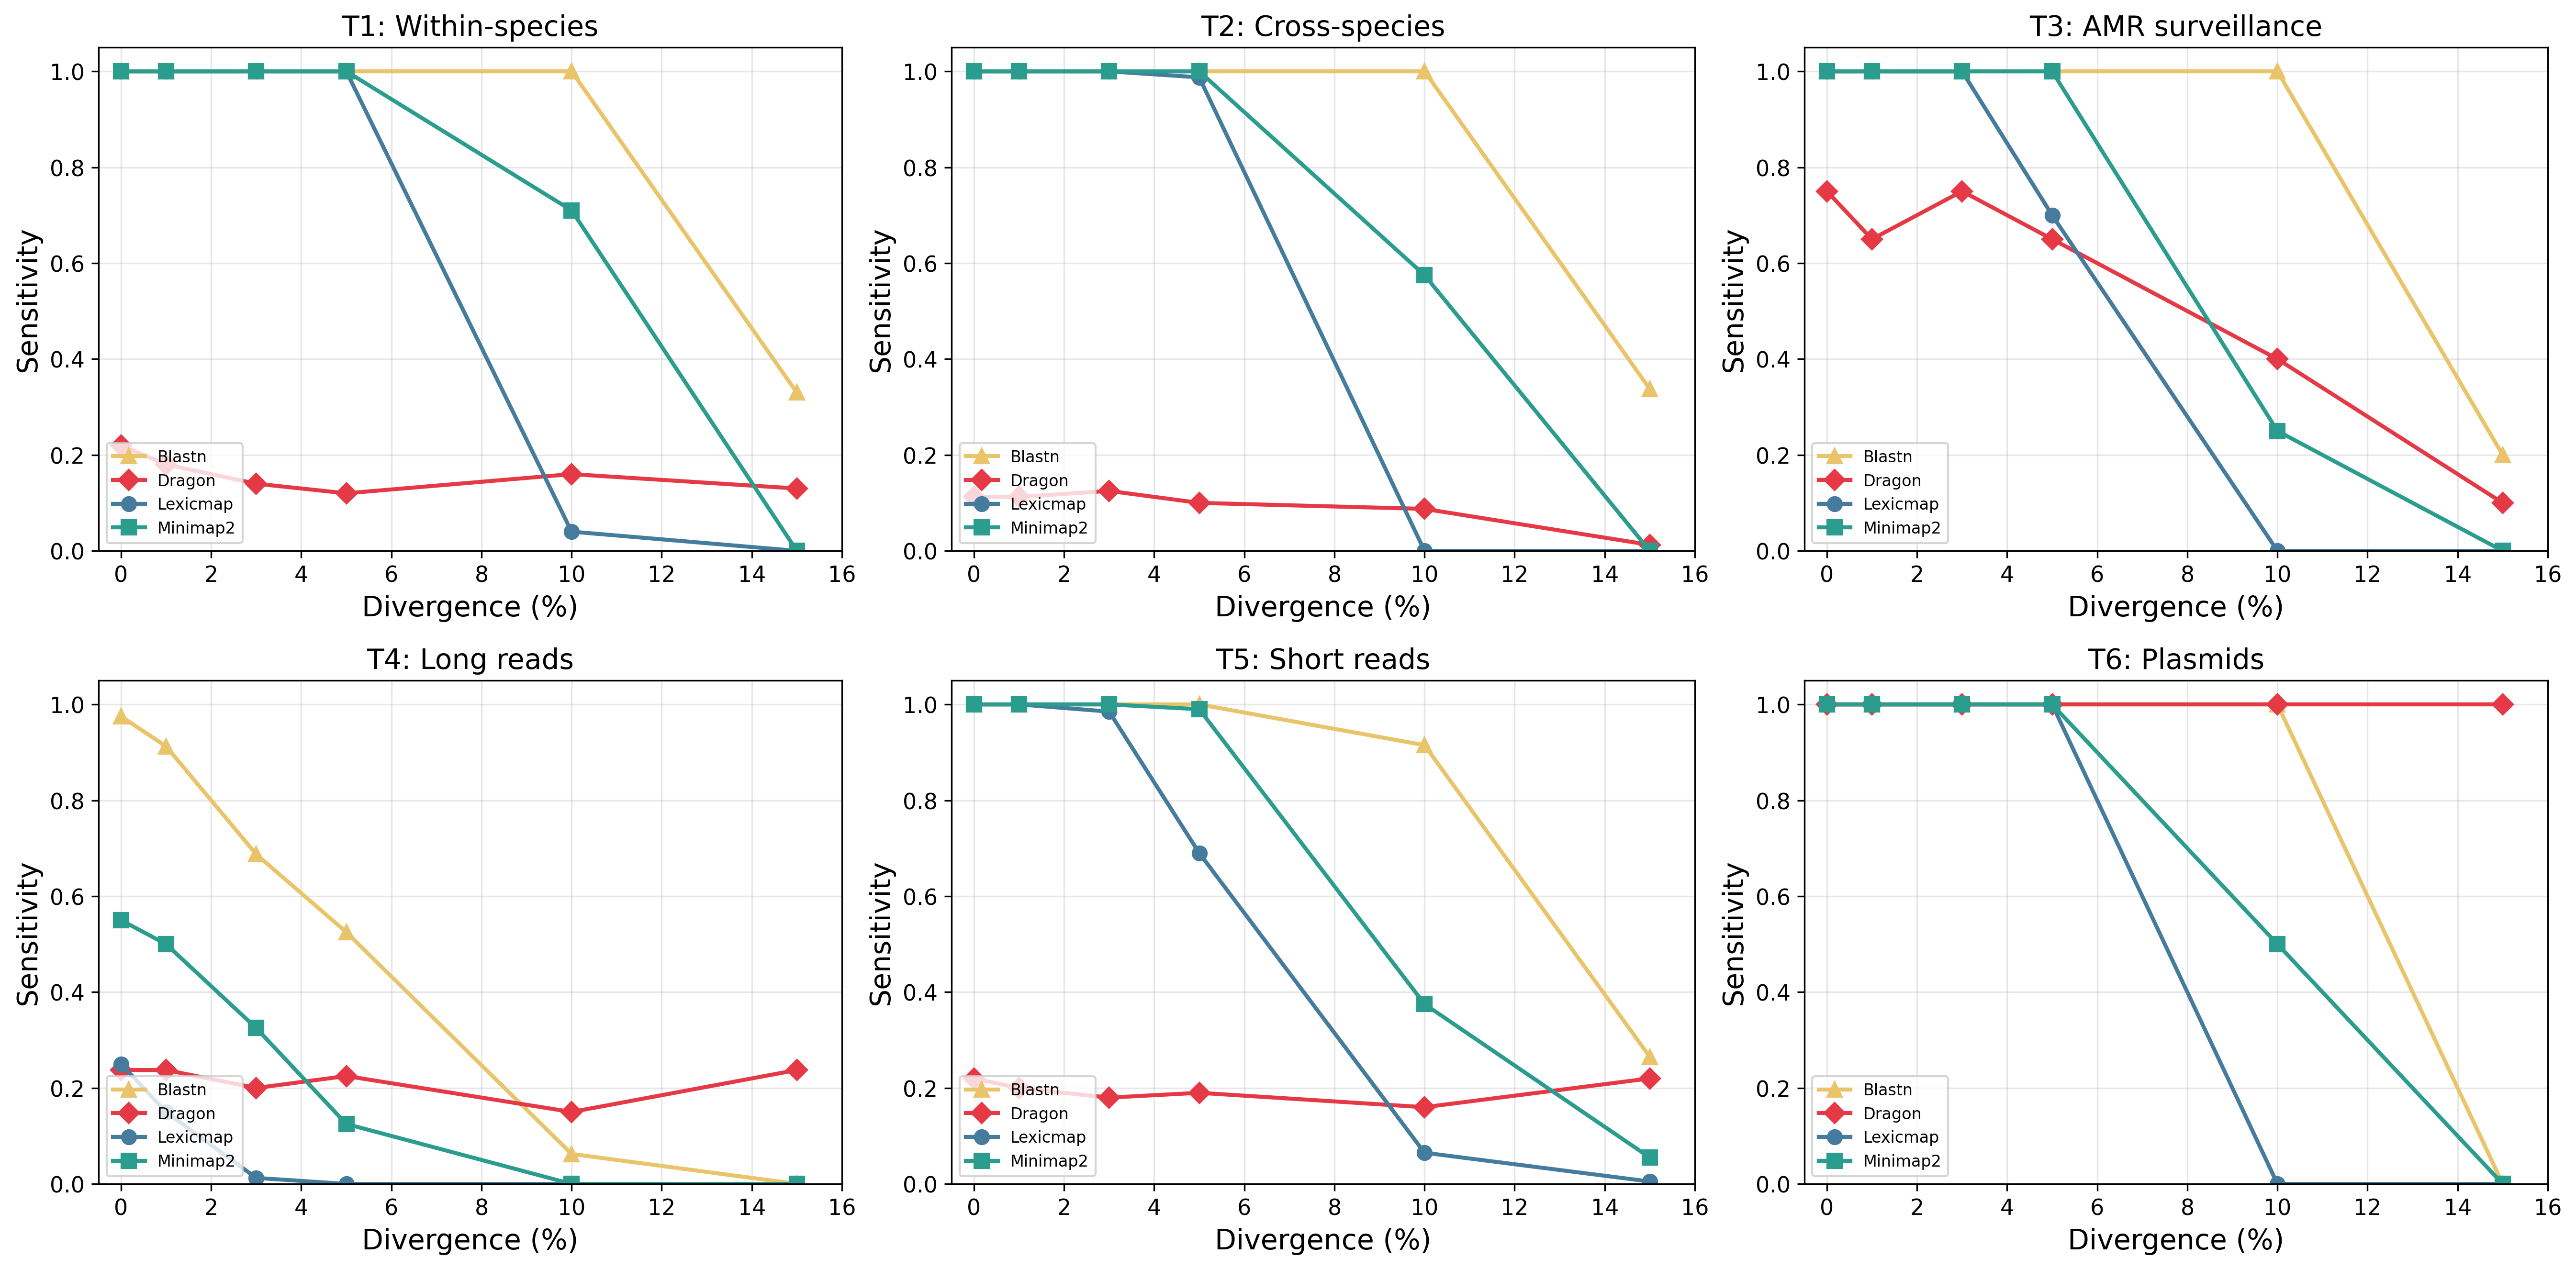 T1: Within-species
1.0
0.8
0.6
0.4
0.2
0.0
Sensitivity
Blastn
Dragon
Lexicmap
Minimap2
0 2 4 6 8 10 12 14 16
Divergence (%)
T2: Cross-species
1.0
0.8
0.6
0.4
0.2
0.0
Sensitivity
Blastn
Dragon
Lexicmap
Minimap2
0 2 4 6 8 10 12 14 16
Divergence (%)
T3: AMR surveillance
1.0
0.8
0.6
0.4
0.2
0.0
Sensitivity
Blastn
Dragon
Lexicmap
Minimap2
0 2 4 6 8 10 12 14 16
Divergence (%)
T4: Long reads
1.0
0.8
0.6
0.4
0.2
0.0
Sensitivity
Blastn
Dragon
Lexicmap
Minimap2
0 2 4 6 8 10 12 14 16
Divergence (%)
T5: Short reads
1.0
0.8
0.6
0.4
0.2
0.0
Sensitivity
Blastn
Dragon
Lexicmap
Minimap2
0 2 4 6 8 10 12 14 16
Divergence (%)
T6: Plasmids
1.0
0.8
0.6
0.4
0.2
0.0
Sensitivity
Blastn
Dragon
Lexicmap
Minimap2
0 2 4 6 8 10 12 14 16
Divergence (%)